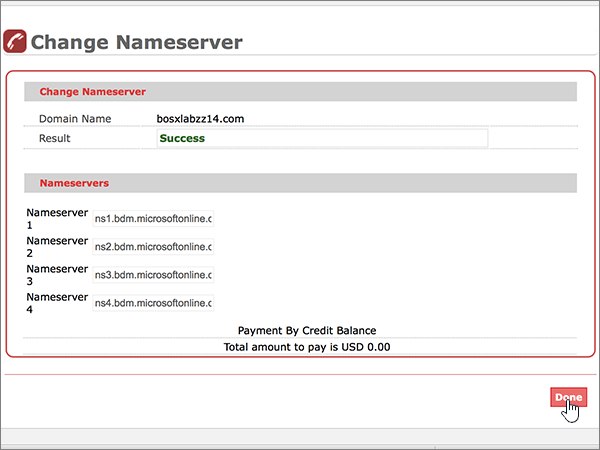 Change Nameserver
Change Nameserver
Domain Name bosxlabzz14.com
Result Success
Nameservers
Nameserver 1 ns1.bdm.microsoftonline.c
Nameserver 2 ns2.bdm.microsoftonline.c
Nameserver 3 ns3.bdm.microsoftonline.c
Nameserver 4 ns4.bdm.microsoftonline.c
Payment By Credit Balance
Total amount to pay is USD 0.00
Done